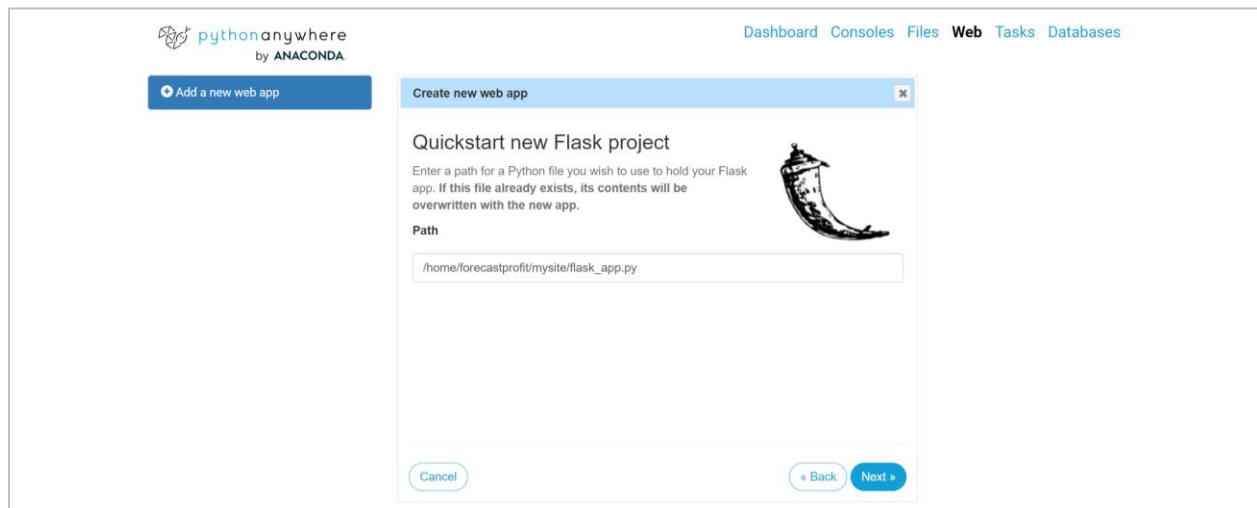 pythonanywhere
by ANACONDA.
Dashboard Consoles Files Web Tasks Databases
Add a new web app
Create new web app
Quickstart new Flask project
Enter a path for a Python file you wish to use to hold your Flask
app. If this file already exists, its contents will be
overwritten with the new app.
Path
/home/forecastprofit/mysite/flask_app.py
Cancel
« Back
Next »